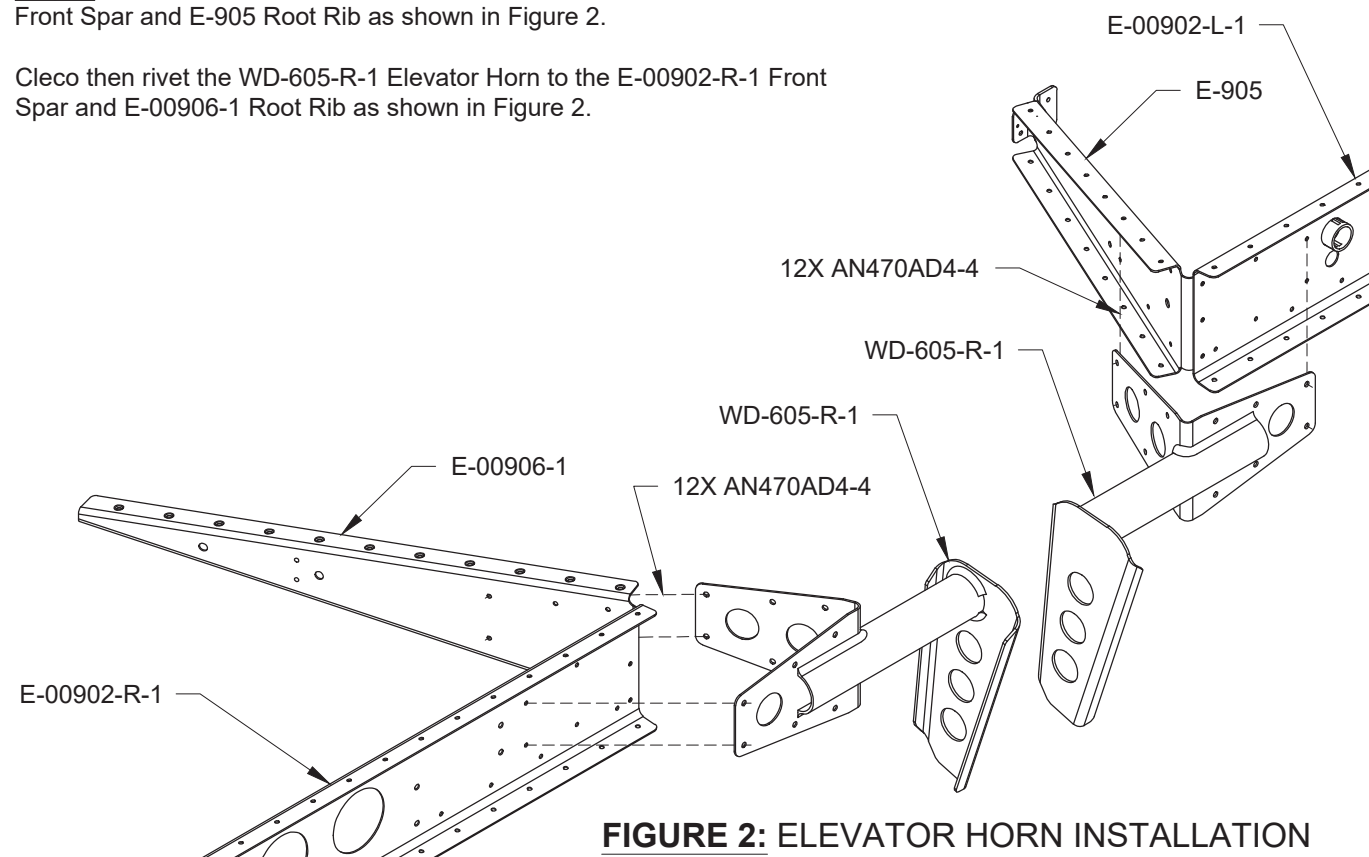 Front Spar and E-905 Root Rib as shown in Figure 2.
Cleco then rivet the WD-605-R-1 Elevator Horn to the E-00902-R-1 Front
Spar and E-00906-1 Root Rib as shown in Figure 2.
E-00902-L-1
E-905
12X AN470AD4-4
WD-605-R-1
WD-605-R-1
E-00906-1
12X AN470AD4-4
E-00902-R-1
FIGURE 2: ELEVATOR HORN INSTALLATION